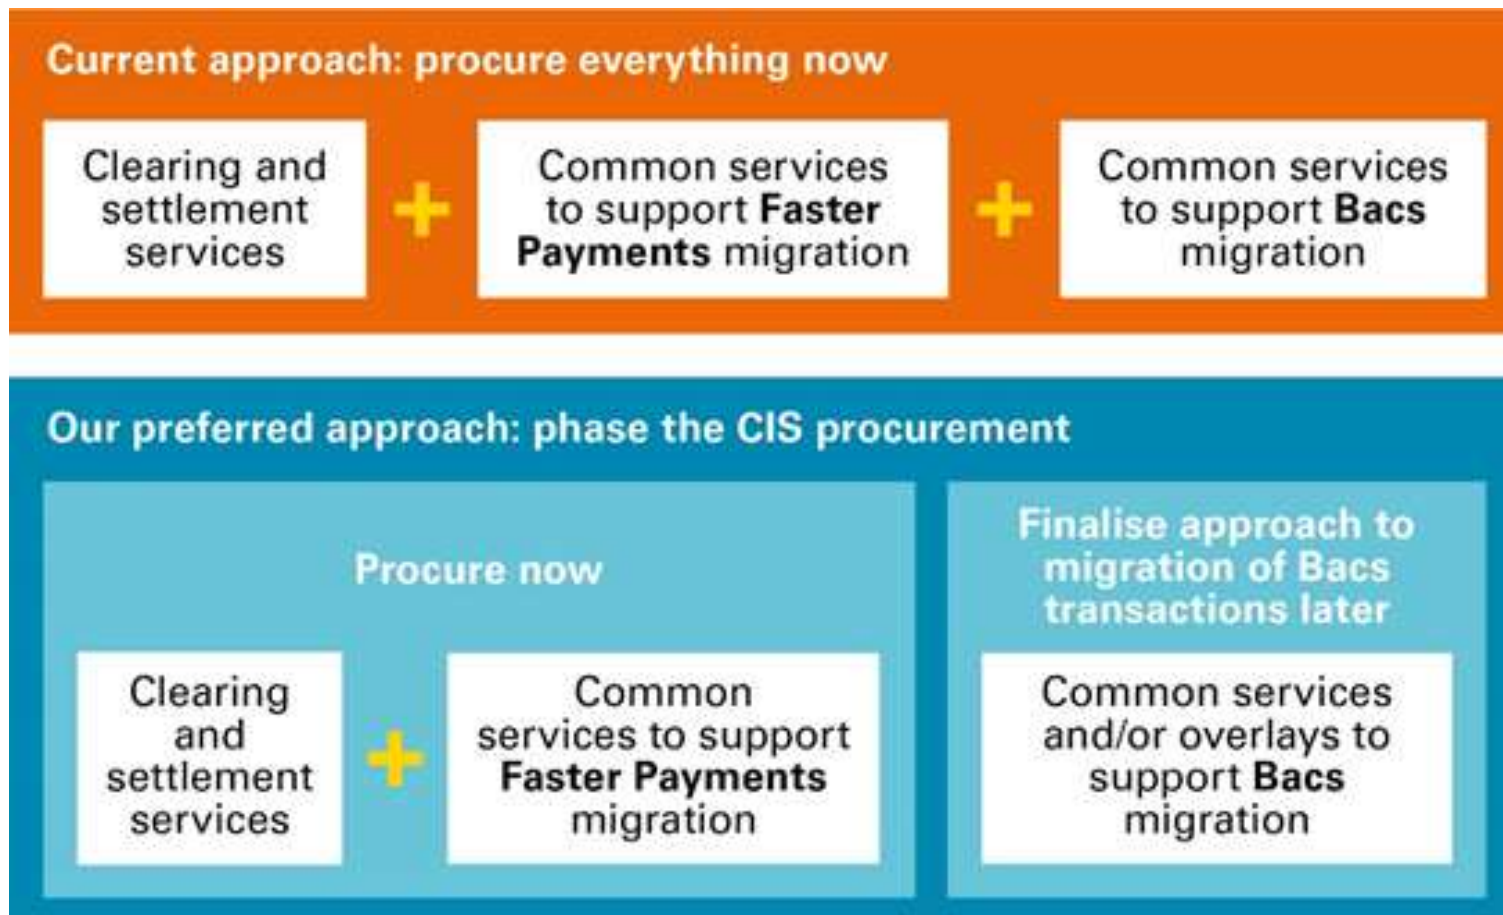 Current approach: procure everything now
Clearing and
settlement
services
+
Common services
to support Faster
Payments migration
+
Common services
to support Bacs
migration
Our preferred approach: phase the CIS procurement
Procure now
Clearing
and
settlement
services
+
Common
services to support
Faster Payments
migration
Finalise approach to
migration of Bacs
transactions later
Common services
and/or overlays to
support Bacs
migration